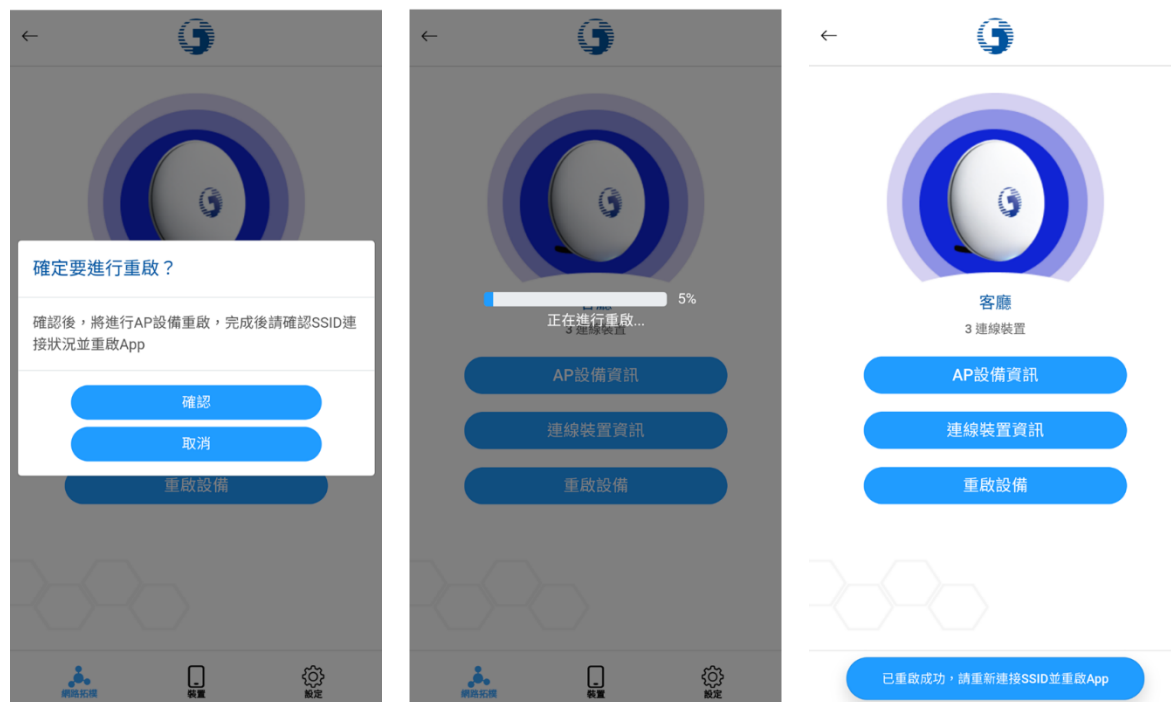 確定要進行重啟？
確認後，將進行AP設備重啟，完成後請確認SSID連
接狀況並重啟App
確認
取消
重啟設備
網路拓樸
裝置
設定
5%
客廳
正在進行重啟...
3 連線裝置
AP設備資訊
連線裝置資訊
重啟設備
網路拓樸
裝置
設定
客廳
3 連線裝置
AP設備資訊
連線裝置資訊
重啟設備
已重啟成功，請重新連接SSID並重啟App